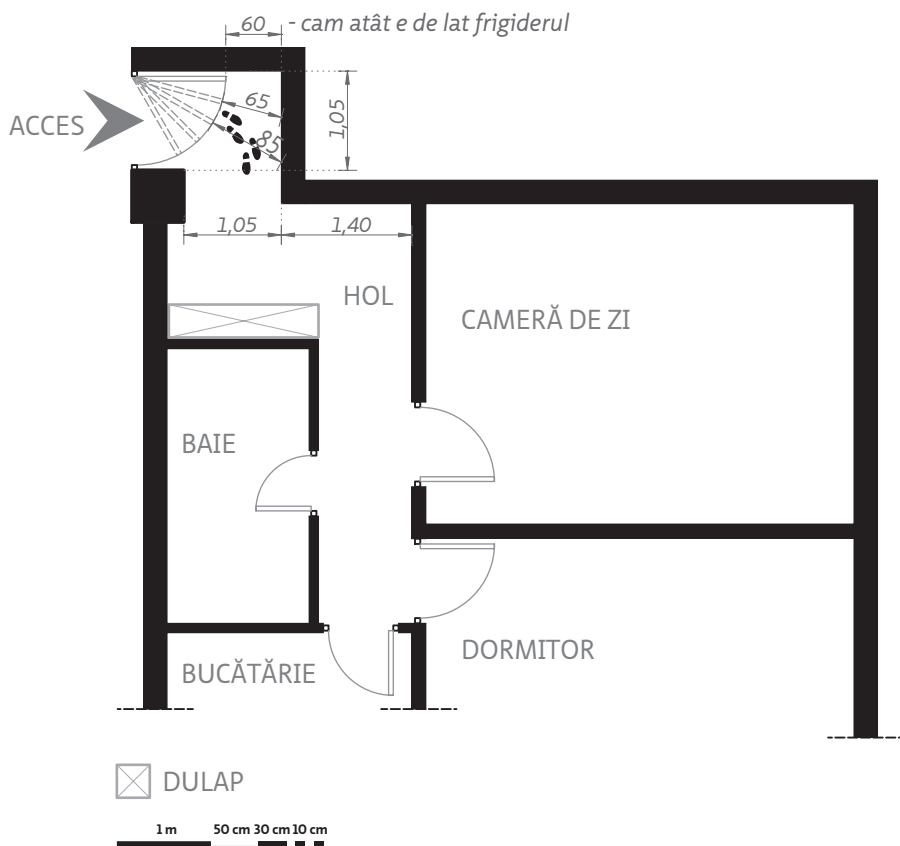 60 - cam atât e de lat frigiderul
65
1,05
ACCES
85
1,05
1,40
HOL
CAMERĂ DE ZI
BAIE
DORMITOR
BUCĂTĂRIE
DULAP
1 m 50 cm 30 cm 10 cm